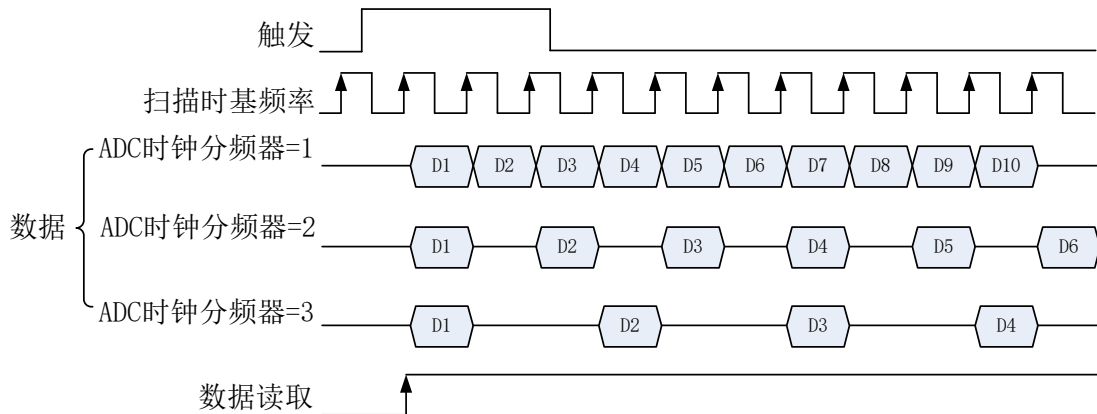 触发
扫描时基频率
ADC时钟分频器=1
D1 D2 D3 D4 D5 D6 D7 D8 D9 D10
数据
ADC时钟分频器=2
D1 D2 D3 D4 D5 D6
ADC时钟分频器=3
D1 D2 D3 D4
数据读取